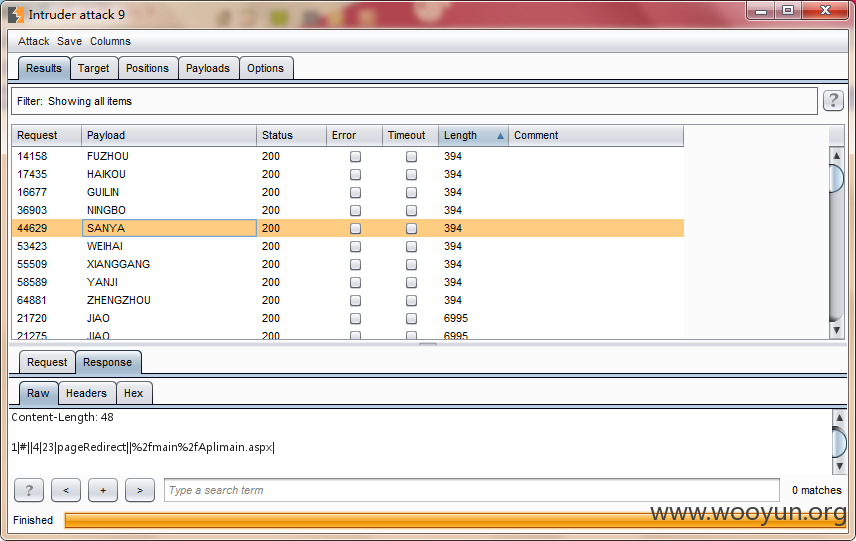 Intruder attack 9
Attack Save Columns
Results Target Positions Payloads Options
Filter: Showing all items ?
Request Payload Status Error Timeout Length Comment
14158 FUZHOU 200 394
17435 HAIKOU 200 394
16677 GUILIN 200 394
36903 NINGBO 200 394
44629 SANYA 200 394
53423 WEIHAI 200 394
55509 XIANGGANG 200 394
58589 YANJI 200 394
64881 ZHENGZHOU 200 394
21720 JIAO 200 6995
21275 JIAO 200 6995
Request Response
Raw Headers Hex
Content-Length: 48
1|#||4|23|pageRedirect||%2fmain%2fAplimain.aspx|
? < + > Type a search term 0 matches
www.wooyun.org
Finished